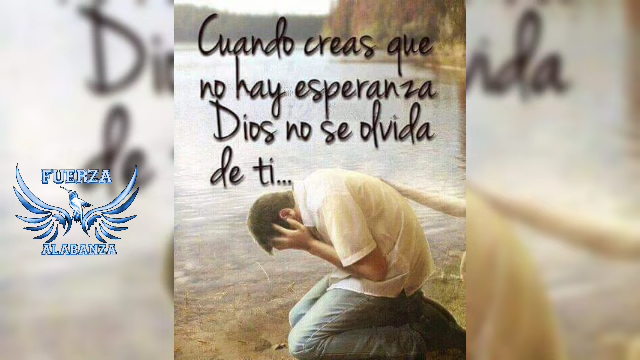 Cuando creas que
no hay esperanza
Dios no se olvida
de ti...
FUERZA
ALABANZA